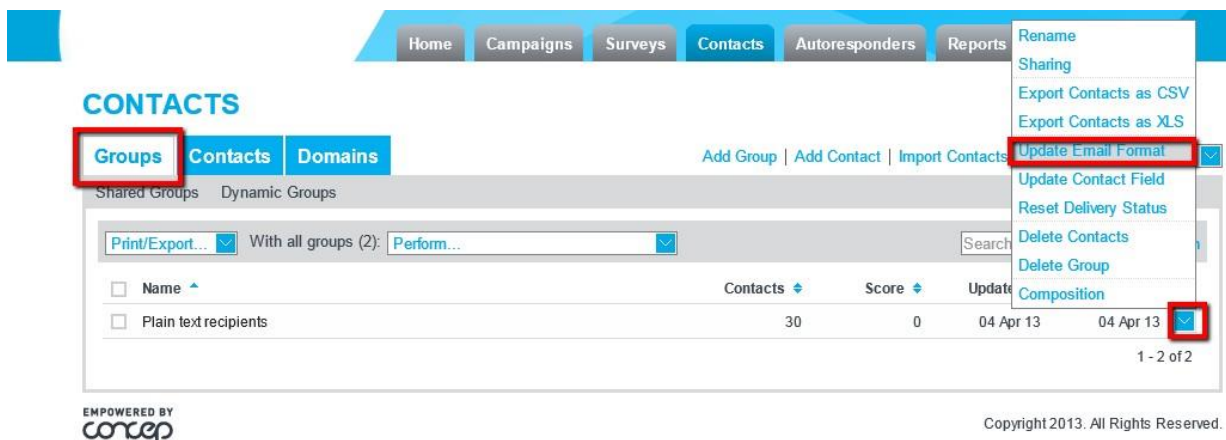 Home Campaigns Surveys Contacts Autoresponders Reports
Rename
Sharing
Export Contacts as CSV
Export Contacts as XLS
Update Email Format
Update Contact Field
Reset Delivery Status
Delete Contacts
Delete Group
Composition
CONTACTS
Groups Contacts Domains
Add Group | Add Contact | Import Contacts
Shared Groups Dynamic Groups
Print/Export... With all groups (2): Perform... Search
Name Contacts Score
Plain text recipients 30 0 04 Apr 13 04 Apr 13
1 - 2 of 2
EMPOWERED BY
concep
Copyright 2013. All Rights Reserved.